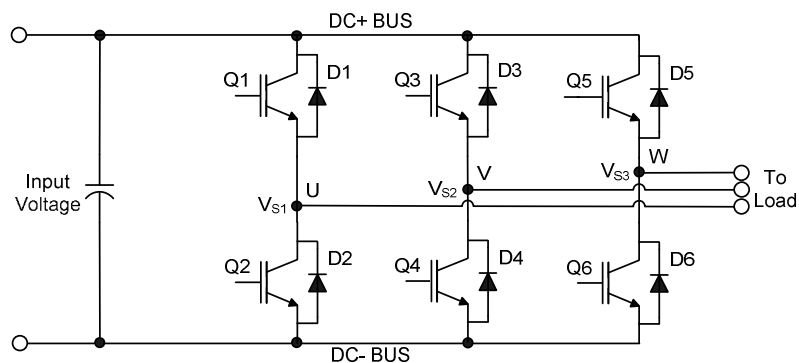 DC+ BUS
Q1
D1
Q3
D3
Q5
D5
Input
Voltage
VS1
U
VS2
V
VS3
W
To
Load
Q2
D2
Q4
D4
Q6
D6
DC- BUS